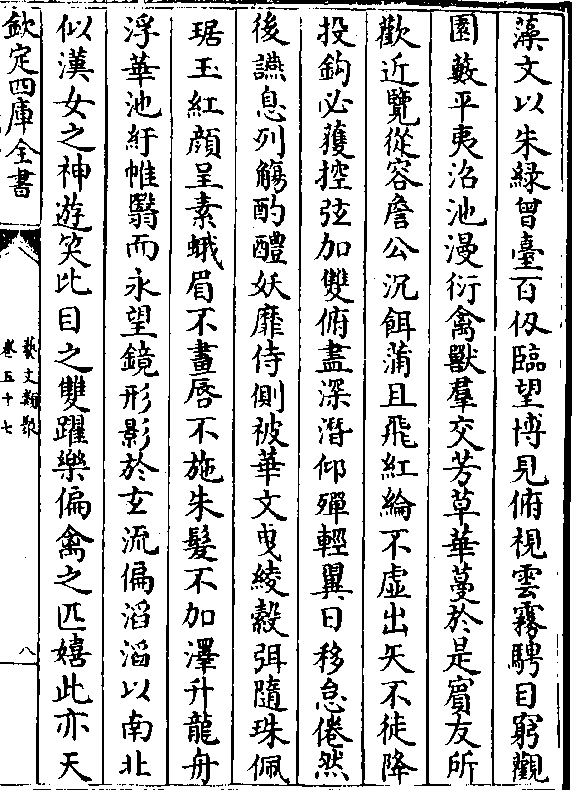 藻文以朱緑曾臺百仭臨望博見俯視雲霧騁目窮觀
園藪平夷沼池漫衍禽獸羣交芳草華蔓於是賔友所
歡近覽從容詹公沉餌蒲且飛紅綸不虚出矢不徒降
投鈎必獲控弦加雙俯盡深潛仰殫輕翼日移怠倦然
後讌息列觴酌醴妖靡侍側被華文曵綾縠弭隨珠佩
琚玉紅顔呈素蛾眉不畫唇不施朱髮不加澤升龍舟
浮華池紆帷翳而永望鏡形影於𤣥流偏滔滔以南北
似漢女之神遊笑比目之雙躍樂偏禽之匹嬉此亦天
欽定四庫全書
藝文類聚
卷五十七
八